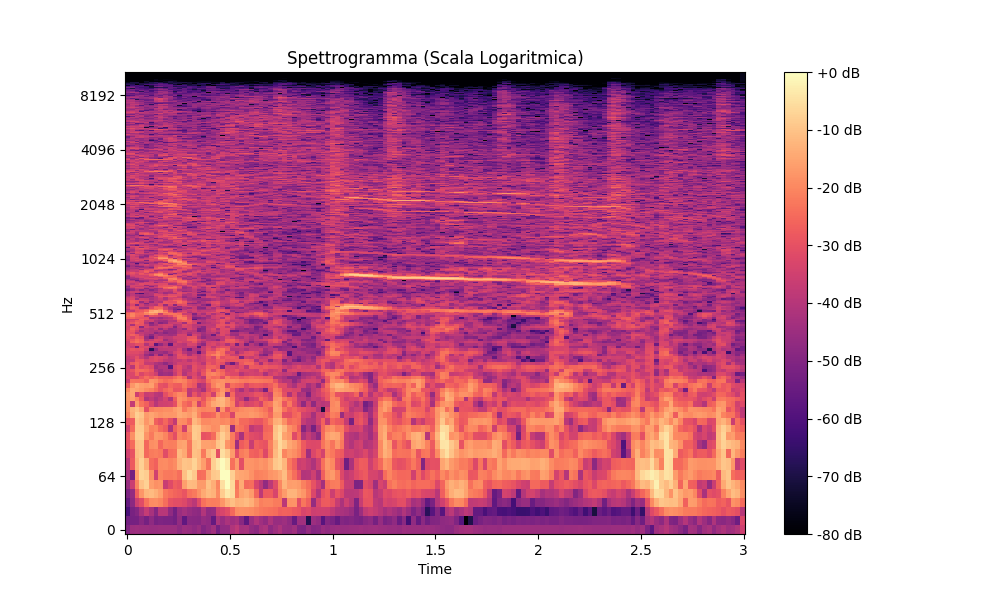 Spettrogramma (Scala Logaritmica)
Hz
8192
4096
2048
1024
512
256
128
64
0
0
0.5
1
1.5
2
2.5
3
Time
+0 dB
-10 dB
-20 dB
-30 dB
-40 dB
-50 dB
-60 dB
-70 dB
-80 dB